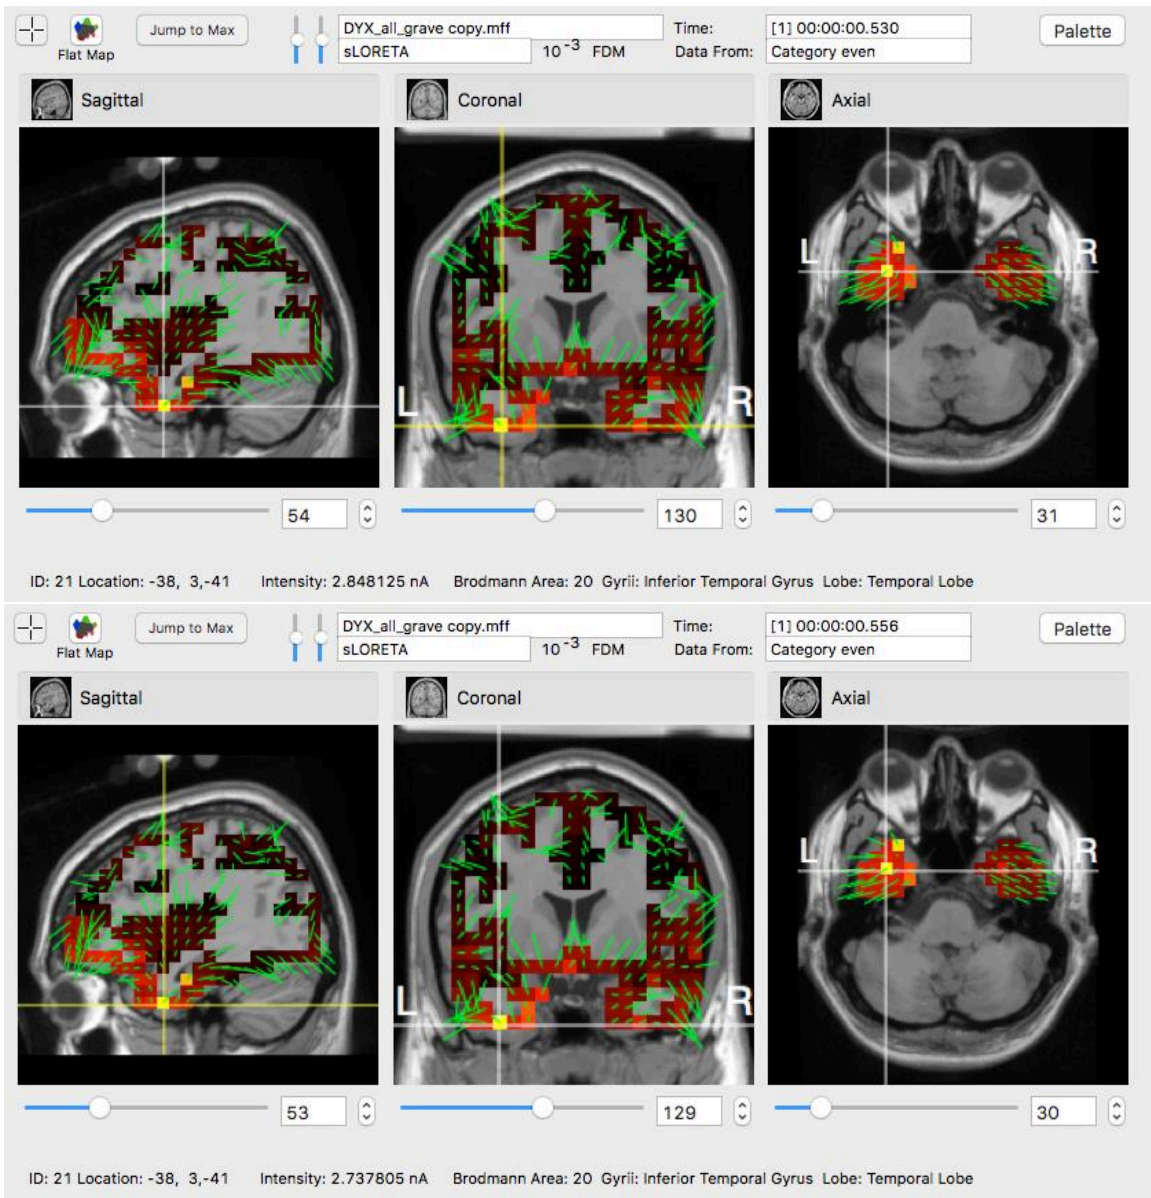 Jump to Max
DYX_all_grave copy.mff
Time:
[1] 00:00:00.530
Palette
Flat Map
sLORETA
10-3 FDM
Data From:
Category even
Sagittal
Coronal
Axial
L
R
L
R
54
130
31
ID: 21 Location: -38, 3,-41 Intensity: 2.848125 nA Brodmann Area: 20 Gyrii: Inferior Temporal Gyrus Lobe: Temporal Lobe
Jump to Max
DYX_all_grave copy.mff
Time:
[1] 00:00:00.556
Palette
Flat Map
sLORETA
10-3 FDM
Data From:
Category even
Sagittal
Coronal
Axial
L
R
L
R
53
129
30
ID: 21 Location: -38, 3,-41 Intensity: 2.737805 nA Brodmann Area: 20 Gyrii: Inferior Temporal Gyrus Lobe: Temporal Lobe